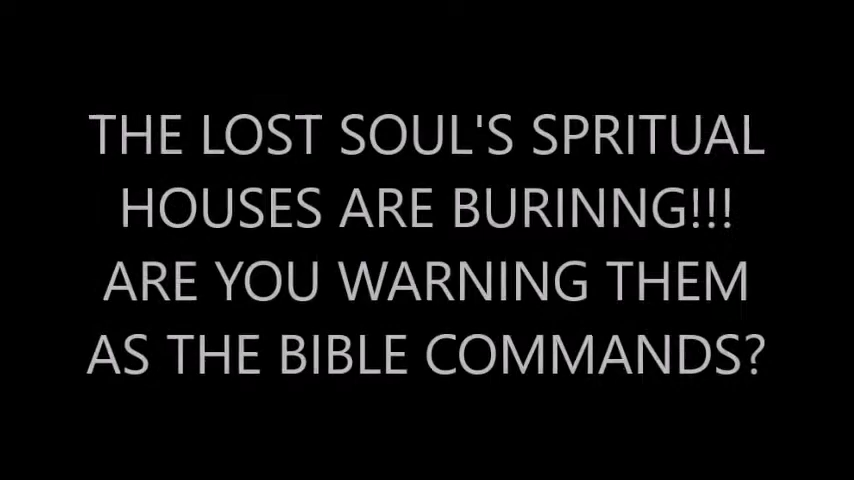 THE LOST SOUL'S SPRITUAL
HOUSES ARE BURINNG!!!
ARE YOU WARNING THEM
AS THE BIBLE COMMANDS?